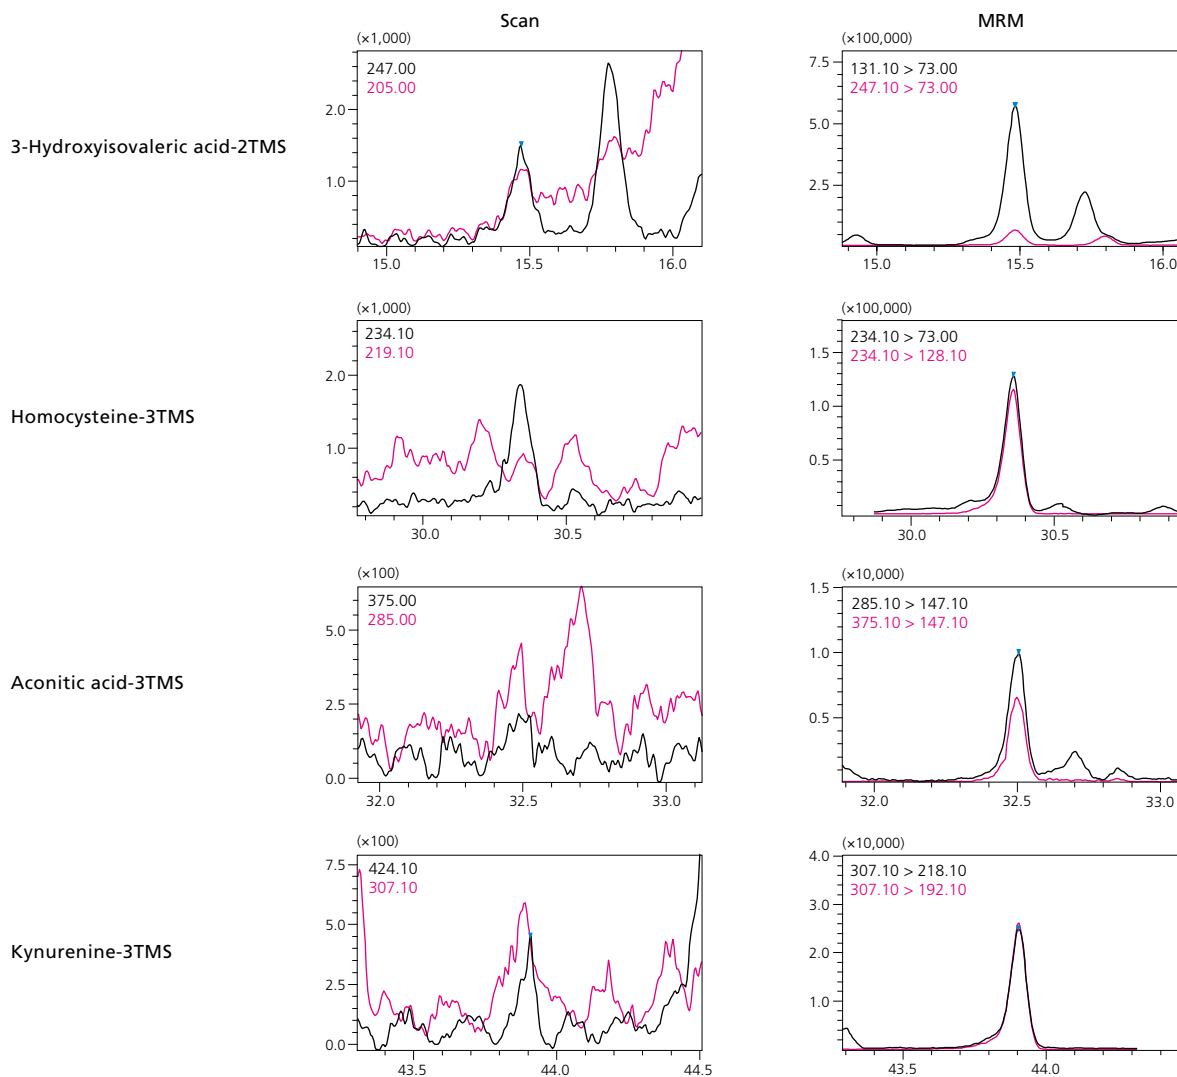 Scan
MRM
3-Hydroxyisovaleric acid-2TMS
(×1,000)
247.00
205.00
2.0
1.0
15.0 15.5 16.0
(×100,000)
7.5
131.10 > 73.00
247.10 > 73.00
5.0
2.5
15.0 15.5 16.0
Homocysteine-3TMS
(×1,000)
234.10
219.10
2.0
1.0
30.0 30.5
(×100,000)
234.10 > 73.00
234.10 > 128.10
1.5
1.0
0.5
30.0 30.5
Aconitic acid-3TMS
(×100)
375.00
285.00
5.0
2.5
0.0
32.0 32.5 33.0
(×10,000)
1.5
285.10 > 147.10
375.10 > 147.10
1.0
0.5
32.0 32.5 33.0
Kynurenine-3TMS
(×100)
7.5
424.10
307.10
5.0
2.5
0.0
43.5 44.0 44.5
(×10,000)
4.0
307.10 > 218.10
307.10 > 192.10
3.0
2.0
1.0
43.5 44.0